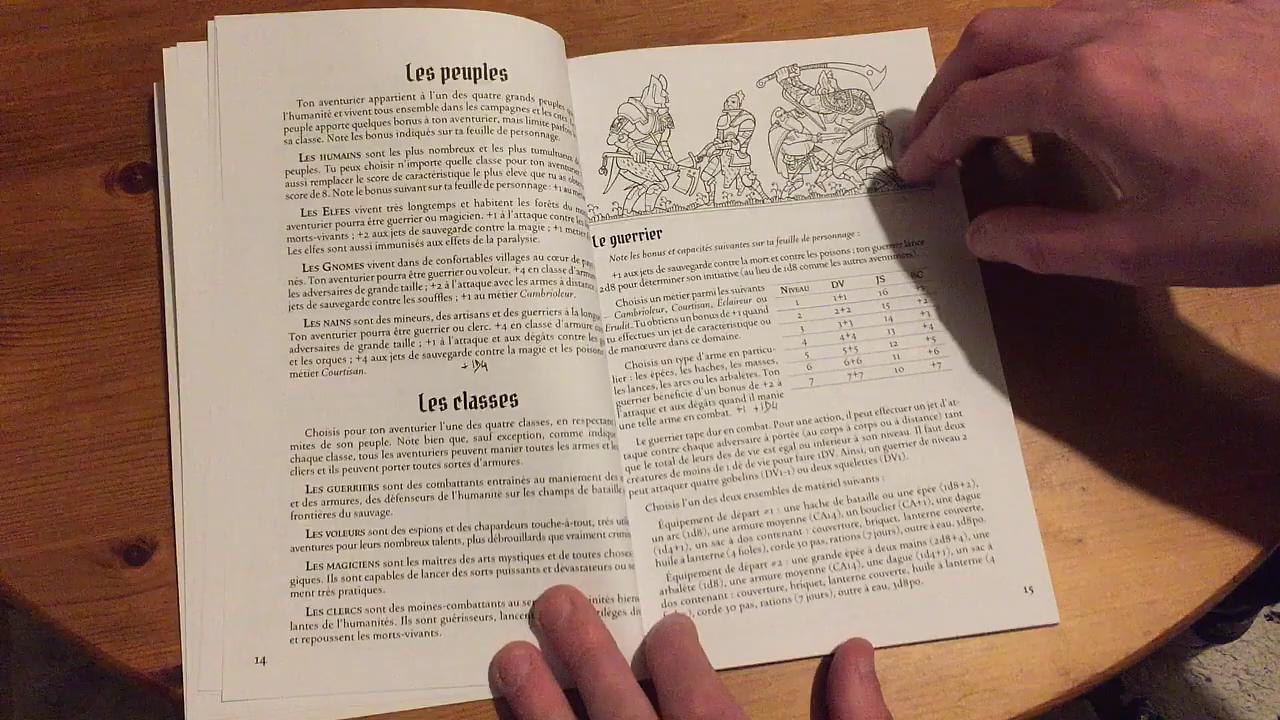 Les peuples
Ton aventurier appartient à l'un des quatre grands peuples
l'humanité et vivent tous ensemble dans les campagnes et les
peuple apporte quelques bonus à ton aventurier, mais limite parfois
sa classe. Note les bonus indiqués sur ta feuille de personnage.
Les humains sont les plus nombreux et les plus tumultueux
peuples. Tu peux choisir n'importe quelle classe pour ton aventurier
aussi remplacer le score de caractéristique le plus élevé que tu as
score de 8. Note le bonus suivant sur ta feuille de personnage : +1 au
Les Elfes vivent très longtemps et habitent les forêts du
aventurier pourra être guerrier ou magicien. +1 à l'attaque contre les
morts-vivants ; +2 aux jets de sauvegarde contre la magie ; +1 métier
Les elfes sont aussi immunisés aux effets de la paralysie.
Les Gnomes vivent dans de confortables villages au cœur de
nés. Ton aventurier pourra être guerrier ou voleur. +4 en classe d'armure
les adversaires de grande taille ; +2 à l'attaque avec les armes à distance
jets de sauvegarde contre les souffles ; +1 au métier Cambrioleur.
Les nains sont des mineurs, des artisans et des guerriers à la longue
Ton aventurier pourra être guerrier ou clerc. +4 en classe d'armure
adversaires de grande taille ; +1 à l'attaque et aux dégâts contre les
et les orques ; +4 aux jets de sauvegarde contre la magie et les poisons
métier Courtisan.
+ 1D4
Les classes
Choisis pour ton aventurier l'une des quatre classes, en respectant
mites de son peuple. Note bien que, sauf exception, comme indiqué
chaque classe, tous les aventuriers peuvent manier toutes les armes et
cliers et ils peuvent porter toutes sortes d'armures.
Les guerriers sont des combattants entraînés au maniement des
et des armures, des défenseurs de l'humanité sur les champs de bataille
frontières du sauvage.
Les voleurs sont des espions et des chapardeurs touche-à-tout, très
aventures pour leurs nombreux talents, plus débrouillards que vraiment
Les magiciens sont les maîtres des arts mystiques et de toutes choses
giques. Ils sont capables de lancer des sorts puissants et dévastateurs ou
ment très pratiques.
Les clercs sont des moines-combattants au
lantes de l'humanité. Ils sont guérisseurs,
et repoussent les morts-vivants.
14
Le guerrier
Note les bonus et capacités suivantes sur ta feuille de personnage :
+1 aux jets de sauvegarde contre la mort et contre les poisons ; ton guerrier lance
2d8 pour déterminer son initiative (au lieu de 1d8 comme les autres aventuriers).
Choisis un métier parmi les suivants
Cambrioleur, Courtisan, Éclaireur ou
Erudit. Tu obtiens un bonus de +1 quand
tu effectues un jet de caractéristique ou
de manœuvre dans ce domaine.
Choisis un type d'arme en particu-
lier : les épées, les haches, les masses,
les lances, les arcs ou les arbalètes. Ton
guerrier bénéficie d'un bonus de +2 à
l'attaque et aux dégâts quand il manie
une telle arme en combat. +1 +1D4
Niveau DV JS
1 1+1 16
2 2+2 15 +2
3 3+3 14 +3
4 4+4 13 +4
5 5+5 12 +5
6 6+6 11 +6
7 7+7 10 +7
Le guerrier tape dur en combat. Pour une action, il peut effectuer un jet d'at-
taque contre chaque adversaire à portée (au corps à corps ou à distance) tant
que le total de leurs dés de vie est égal ou inférieur à son niveau. Il faut deux
créatures de moins de 1 de de vie pour faire 1DV. Ainsi, un guerrier de niveau 2
peut attaquer quatre gobelins (DV1-1) ou deux squelettes (DV1).
Choisis l'un des deux ensembles de matériel suivants :
Équipement de départ #1 : une hache de bataille ou une épée (1d8+2),
un arc (1d8), une armure moyenne (CA14), un bouclier (CA+1), une dague
(1d4+1), un sac à dos contenant : couverture, briquet, lanterne couverte,
huile à lanterne (4 fioles), corde 30 pas, rations (7 jours), outre à eau, 3d8po.
Équipement de départ #2 : une grande épée à deux mains (2d8+4), une
arbalète (1d8), une armure moyenne (CA14), une dague (1d4+1), un sac à
dos contenant : couverture, briquet, lanterne couverte, huile à lanterne (4
corde 30 pas, rations (7 jours), outre à eau, 3d8po.
15